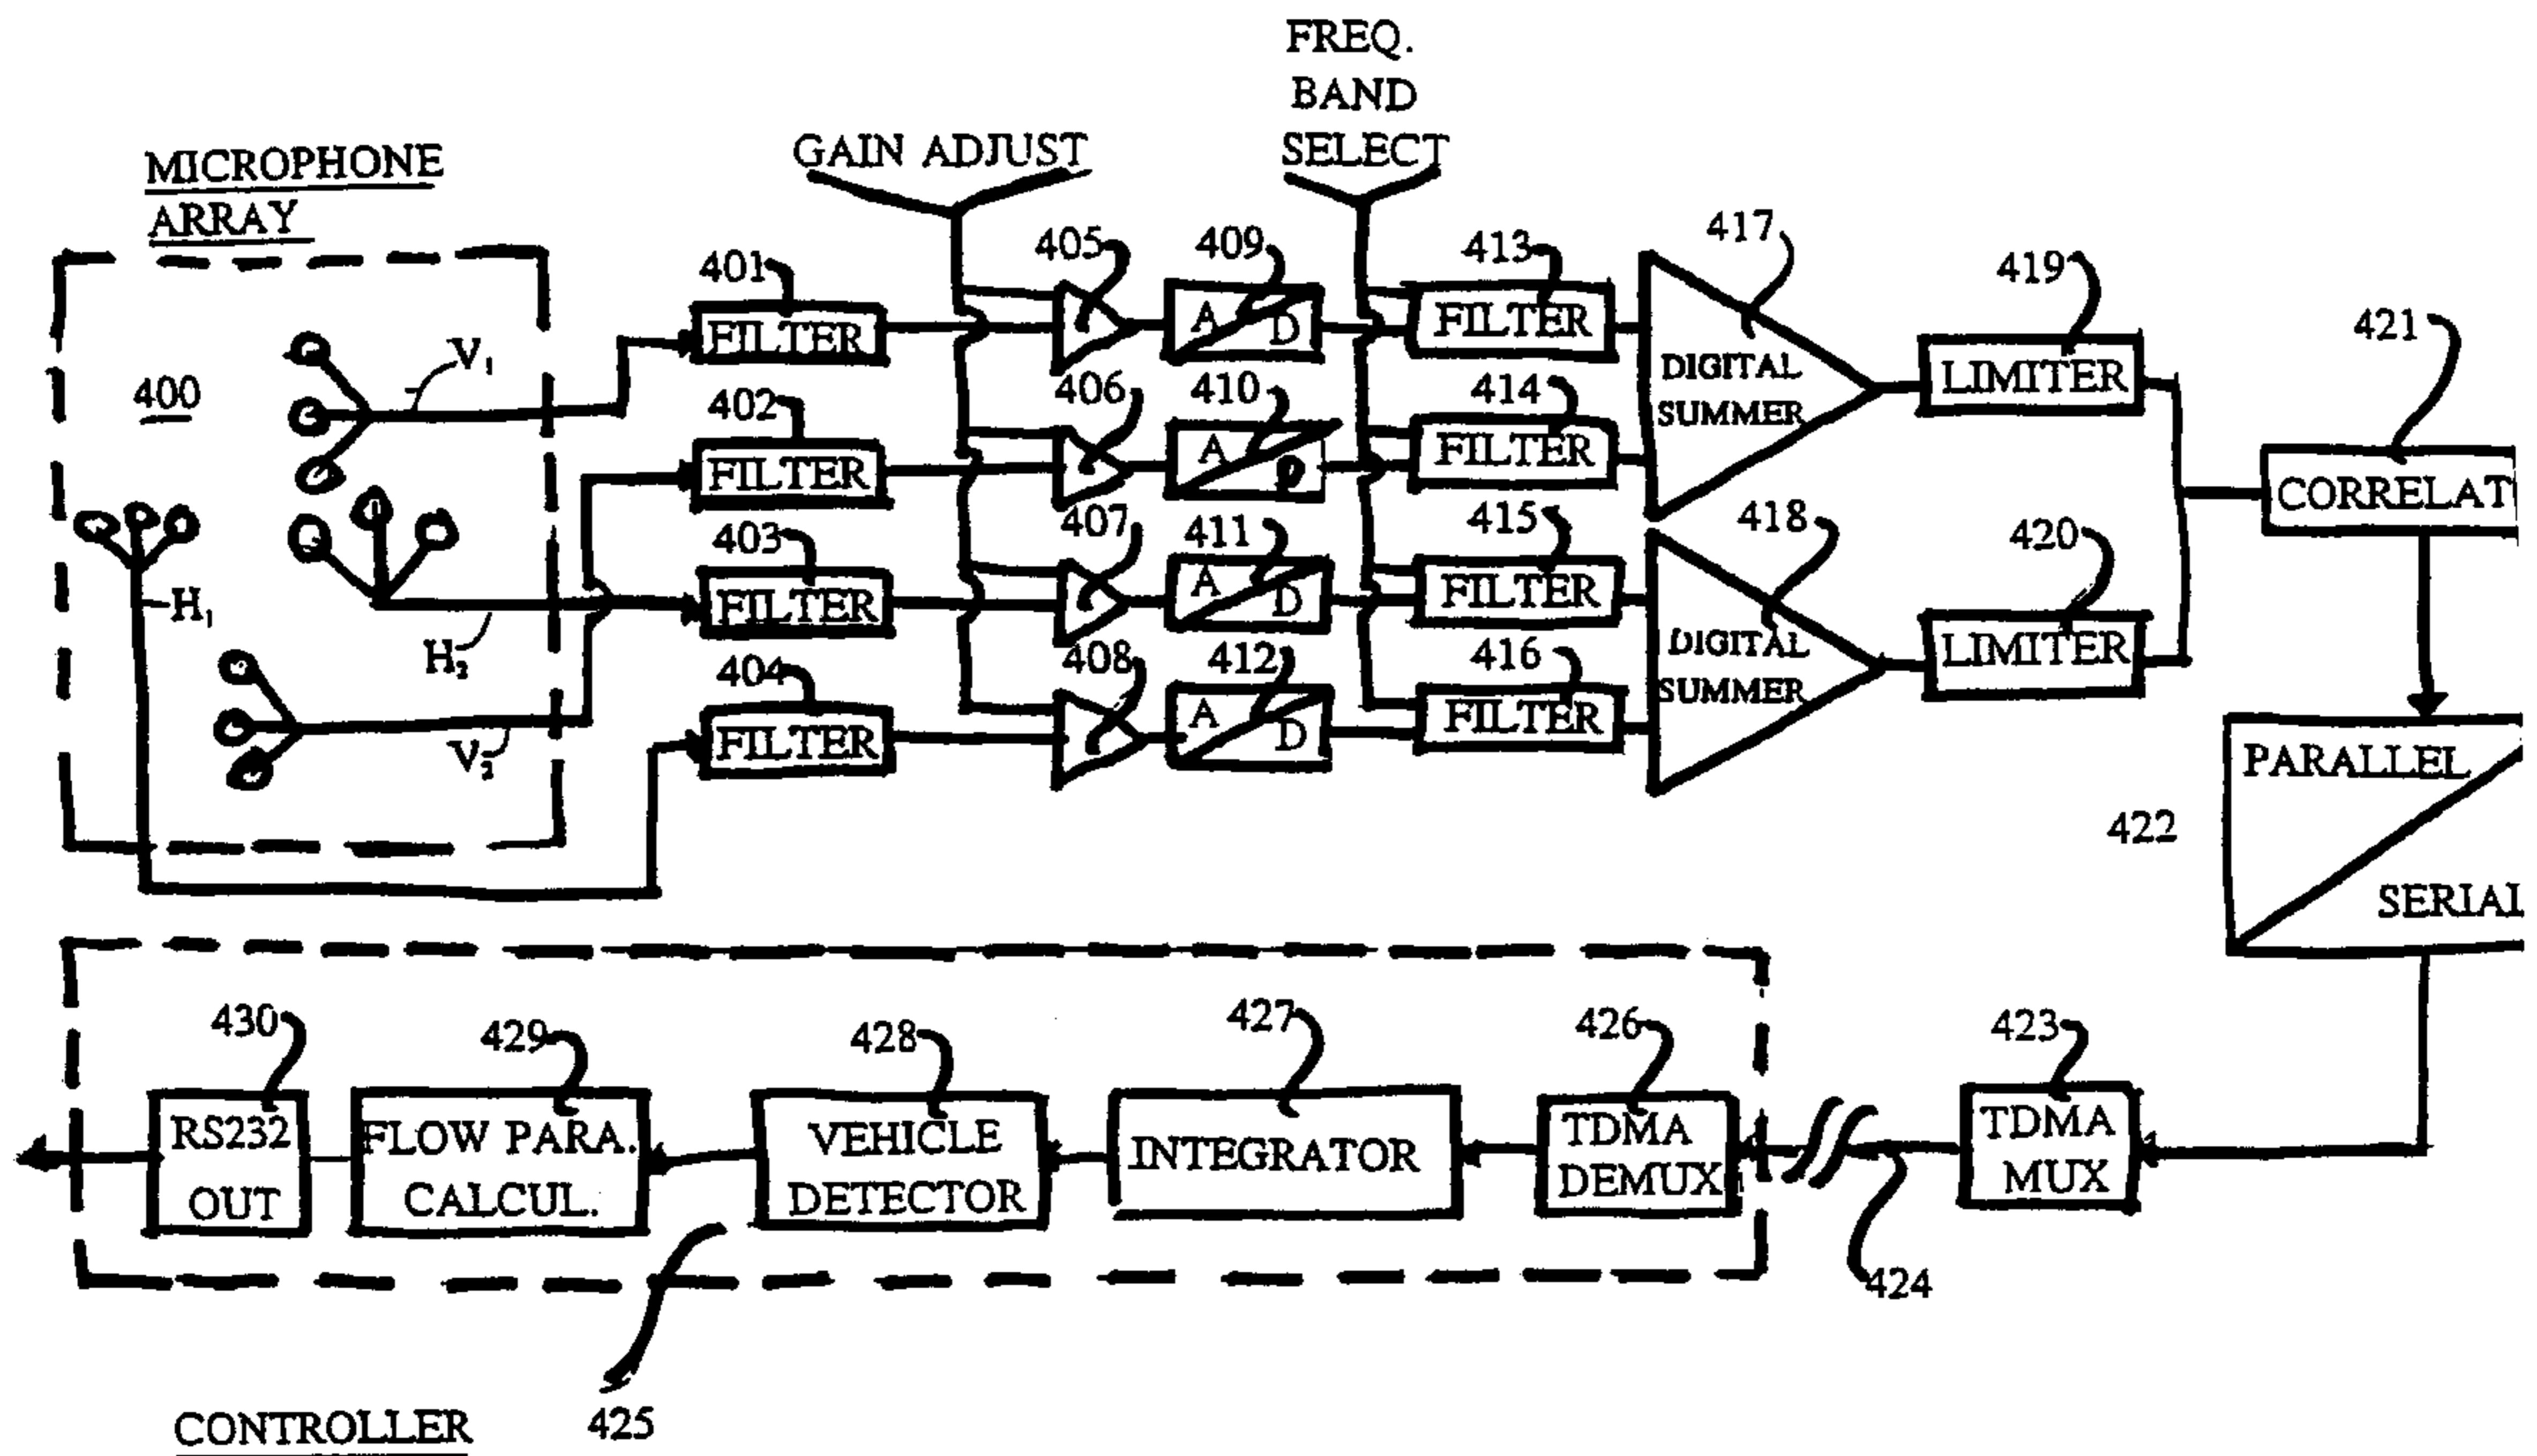 FREQ.
BAND
SELECT
GAIN ADJUST
MICROPHONE
ARRAY
400
V1
H1
H2
V2
401
FILTER
402
FILTER
403
FILTER
404
FILTER
405
406
407
408
409
A
D
410
A
D
411
A
D
412
A
D
413
FILTER
414
FILTER
415
FILTER
416
FILTER
417
DIGITAL
SUMMER
418
DIGITAL
SUMMER
419
LIMITER
420
LIMITER
421
CORRELAT
PARALLEL
422
SERIAL
430
RS232
OUT
429
FLOW PARA.
CALCUL.
428
VEHICLE
DETECTOR
427
INTEGRATOR
426
TDMA
DEMUX
423
TDMA
MUX
424
425
CONTROLLER